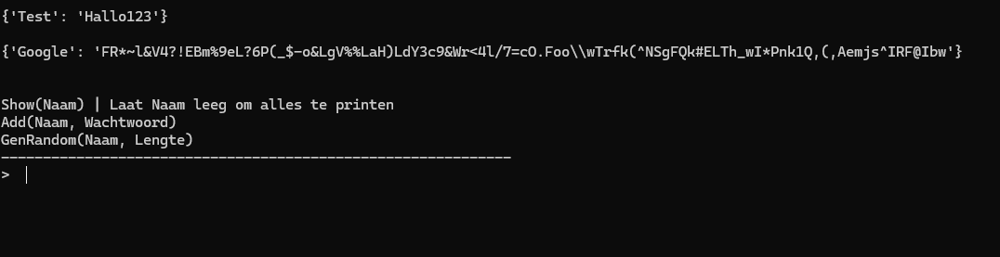 {'Test': 'Hallo123'}
{'Google': 'FR*~l&V4?!EBm%9eL?6P(_$-o&LgV%%LaH)LdY3c9&Wr<4l/7=cO.Foo\\wTrfk(^NSgFQk#ELTh_wI*Pnk1Q,(,Aemjs^IRF@Ibw'}
Show(Naam) | Laat Naam leeg om alles te printen
Add(Naam, Wachtwoord)
GenRandom(Naam, Lengte)
-------------------------------------------------------------
>